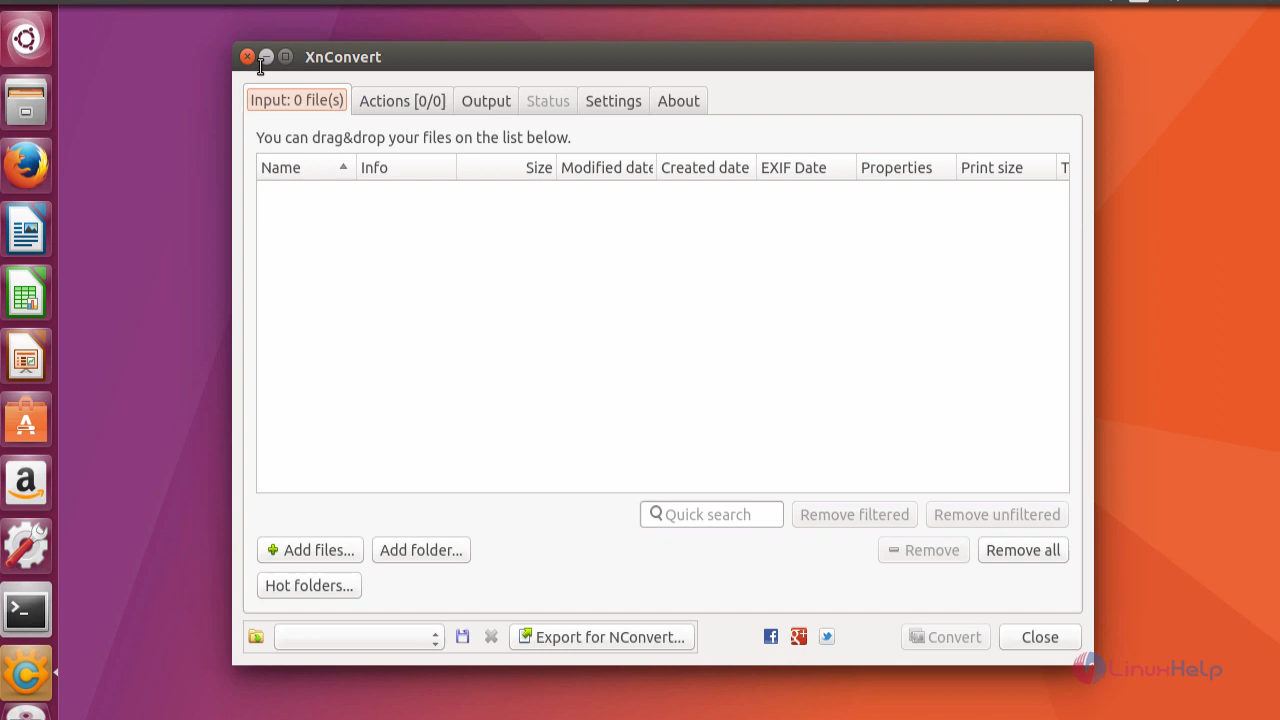 XnConvert
Input: 0 file(s) Actions [0/0] Output Status Settings About
You can drag&drop your files on the list below.
Name Info Size Modified date Created date EXIF Date Properties Print size T
Quick search Remove filtered Remove unfiltered
Add files... Add folder... Remove Remove all
Hot folders...
Export for NConvert... Convert Close
LinuxHelp